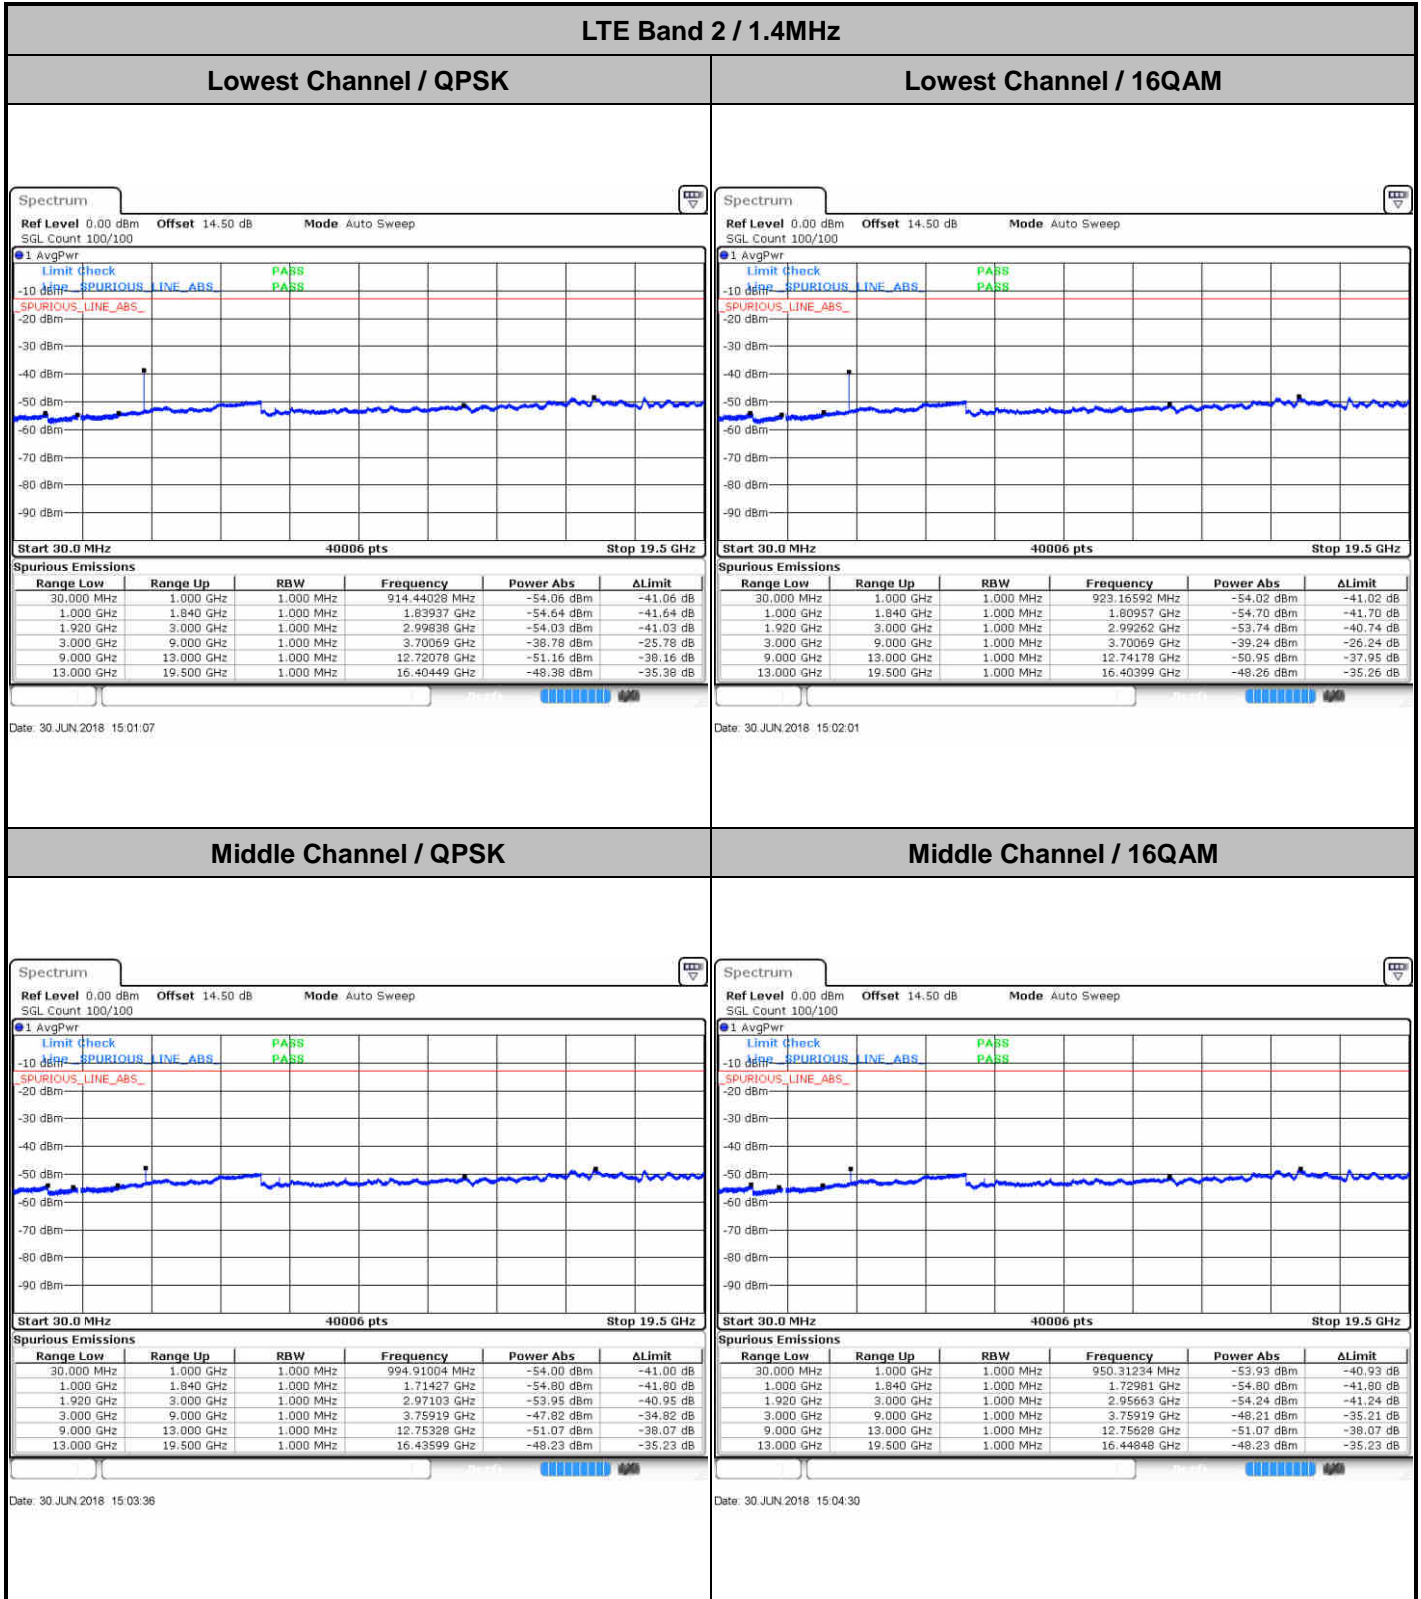 LTE Band 2 / 1.4MHz
Lowest Channel / QPSK
Lowest Channel / 16QAM
Spectrum
Ref Level 0.00 dBm Offset 14.50 dB Mode Auto Sweep
SGL Count 100/100
1 AvgPwr
Limit Check PASS
Line _SPURIOUS_LINE_ABS_ PASS
-10 dBm
_SPURIOUS_LINE_ABS_
-20 dBm
-30 dBm
-40 dBm
-50 dBm
-60 dBm
-70 dBm
-80 dBm
-90 dBm
Start 30.0 MHz 40006 pts Stop 19.5 GHz
Spurious Emissions
Range Low Range Up RBW Frequency Power Abs ΔLimit
30.000 MHz 1.000 GHz 1.000 MHz 914.44028 MHz -54.06 dBm -41.06 dB
1.000 GHz 1.840 GHz 1.000 MHz 1.83937 GHz -54.64 dBm -41.64 dB
1.920 GHz 3.000 GHz 1.000 MHz 2.99838 GHz -54.03 dBm -41.03 dB
3.000 GHz 9.000 GHz 1.000 MHz 3.70069 GHz -38.78 dBm -25.78 dB
9.000 GHz 13.000 GHz 1.000 MHz 12.72078 GHz -51.16 dBm -38.16 dB
13.000 GHz 19.500 GHz 1.000 MHz 16.40449 GHz -48.38 dBm -35.38 dB
Date: 30.JUN.2018 15:01:07
Spectrum
Ref Level 0.00 dBm Offset 14.50 dB Mode Auto Sweep
SGL Count 100/100
1 AvgPwr
Limit Check PASS
Line _SPURIOUS_LINE_ABS_ PASS
-10 dBm
_SPURIOUS_LINE_ABS_
-20 dBm
-30 dBm
-40 dBm
-50 dBm
-60 dBm
-70 dBm
-80 dBm
-90 dBm
Start 30.0 MHz 40006 pts Stop 19.5 GHz
Spurious Emissions
Range Low Range Up RBW Frequency Power Abs ΔLimit
30.000 MHz 1.000 GHz 1.000 MHz 923.16592 MHz -54.02 dBm -41.02 dB
1.000 GHz 1.840 GHz 1.000 MHz 1.80957 GHz -54.70 dBm -41.70 dB
1.920 GHz 3.000 GHz 1.000 MHz 2.99262 GHz -53.74 dBm -40.74 dB
3.000 GHz 9.000 GHz 1.000 MHz 3.70069 GHz -39.24 dBm -26.24 dB
9.000 GHz 13.000 GHz 1.000 MHz 12.74178 GHz -50.95 dBm -37.95 dB
13.000 GHz 19.500 GHz 1.000 MHz 16.40399 GHz -48.26 dBm -35.26 dB
Date: 30.JUN.2018 15:02:01
Middle Channel / QPSK
Middle Channel / 16QAM
Spectrum
Ref Level 0.00 dBm Offset 14.50 dB Mode Auto Sweep
SGL Count 100/100
1 AvgPwr
Limit Check PASS
Line _SPURIOUS_LINE_ABS_ PASS
-10 dBm
_SPURIOUS_LINE_ABS_
-20 dBm
-30 dBm
-40 dBm
-50 dBm
-60 dBm
-70 dBm
-80 dBm
-90 dBm
Start 30.0 MHz 40006 pts Stop 19.5 GHz
Spurious Emissions
Range Low Range Up RBW Frequency Power Abs ΔLimit
30.000 MHz 1.000 GHz 1.000 MHz 994.91004 MHz -54.00 dBm -41.00 dB
1.000 GHz 1.840 GHz 1.000 MHz 1.71427 GHz -54.80 dBm -41.80 dB
1.920 GHz 3.000 GHz 1.000 MHz 2.97103 GHz -53.95 dBm -40.95 dB
3.000 GHz 9.000 GHz 1.000 MHz 3.75919 GHz -47.82 dBm -34.82 dB
9.000 GHz 13.000 GHz 1.000 MHz 12.75328 GHz -51.07 dBm -38.07 dB
13.000 GHz 19.500 GHz 1.000 MHz 16.43599 GHz -48.23 dBm -35.23 dB
Date: 30.JUN.2018 15:03:36
Spectrum
Ref Level 0.00 dBm Offset 14.50 dB Mode Auto Sweep
SGL Count 100/100
1 AvgPwr
Limit Check PASS
Line _SPURIOUS_LINE_ABS_ PASS
-10 dBm
_SPURIOUS_LINE_ABS_
-20 dBm
-30 dBm
-40 dBm
-50 dBm
-60 dBm
-70 dBm
-80 dBm
-90 dBm
Start 30.0 MHz 40006 pts Stop 19.5 GHz
Spurious Emissions
Range Low Range Up RBW Frequency Power Abs ΔLimit
30.000 MHz 1.000 GHz 1.000 MHz 950.31234 MHz -53.93 dBm -40.93 dB
1.000 GHz 1.840 GHz 1.000 MHz 1.72981 GHz -54.80 dBm -41.80 dB
1.920 GHz 3.000 GHz 1.000 MHz 2.95663 GHz -54.24 dBm -41.24 dB
3.000 GHz 9.000 GHz 1.000 MHz 3.75919 GHz -48.21 dBm -35.21 dB
9.000 GHz 13.000 GHz 1.000 MHz 12.75628 GHz -51.07 dBm -38.07 dB
13.000 GHz 19.500 GHz 1.000 MHz 16.44848 GHz -48.23 dBm -35.23 dB
Date: 30.JUN.2018 15:04:30